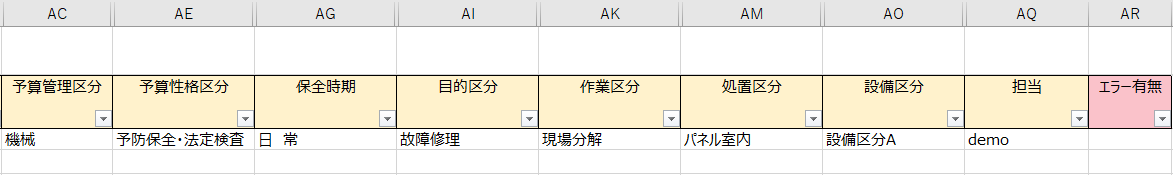 AC AE AG AI AK AM AO AQ AR
予算管理区分 予算性格区分 保全時期 目的区分 作業区分 処置区分 設備区分 担当 エラー有無
機械 予防保全・法定検査 日　常 故障修理 現場分解 パネル室内 設備区分A demo